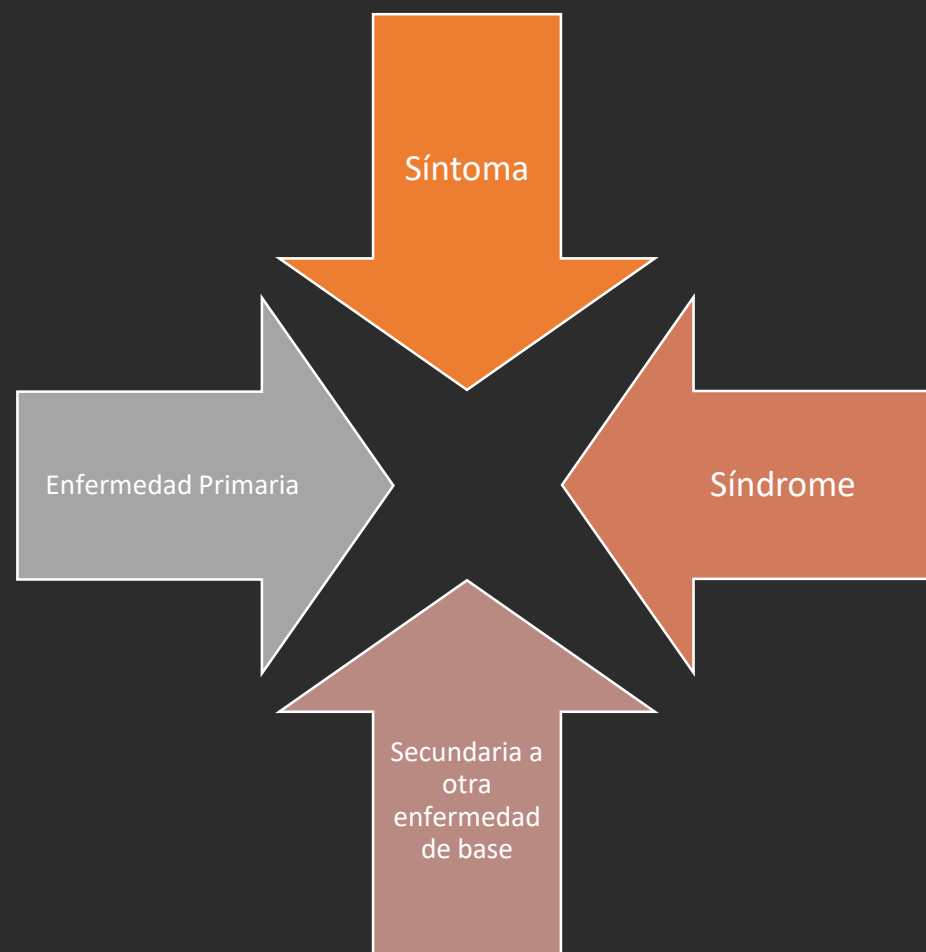 Síntoma
Enfermedad Primaria
Síndrome
Secundaria a
otra
enfermedad
de base